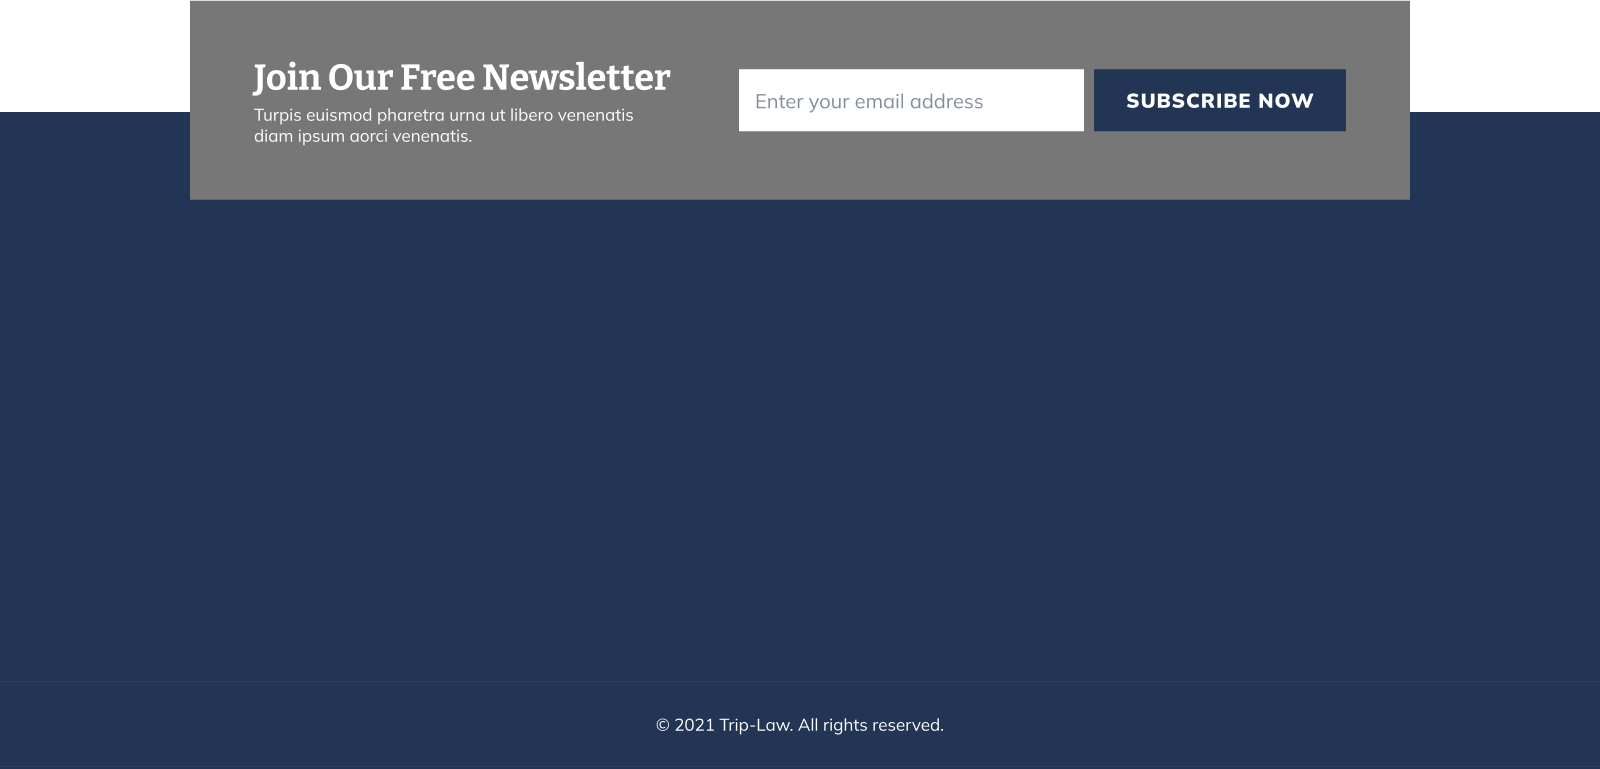 Join Our Free Newsletter
Turpis euismod pharetra urna ut libero venenatis
diam ipsum aorci venenatis.
Enter your email address
SUBSCRIBE NOW
© 2021 Trip-Law. All rights reserved.